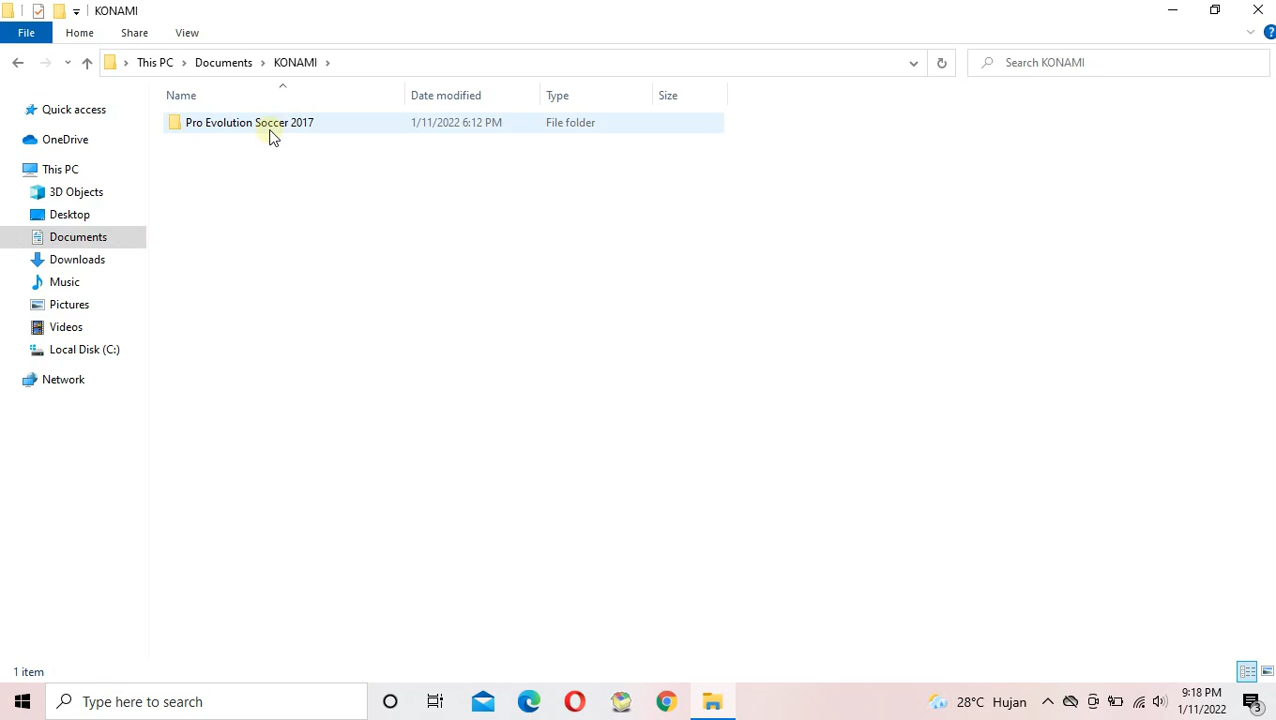 KONAMI
File Home Share View
This PC Documents KONAMI
Search KONAMI
Name Date modified Type Size
Pro Evolution Soccer 2017 1/11/2022 6:12 PM File folder
Quick access
OneDrive
This PC
3D Objects
Desktop
Documents
Downloads
Music
Pictures
Videos
Local Disk (C:)
Network
1 item
Type here to search
28°C Hujan
9:18 PM
1/11/2022
3